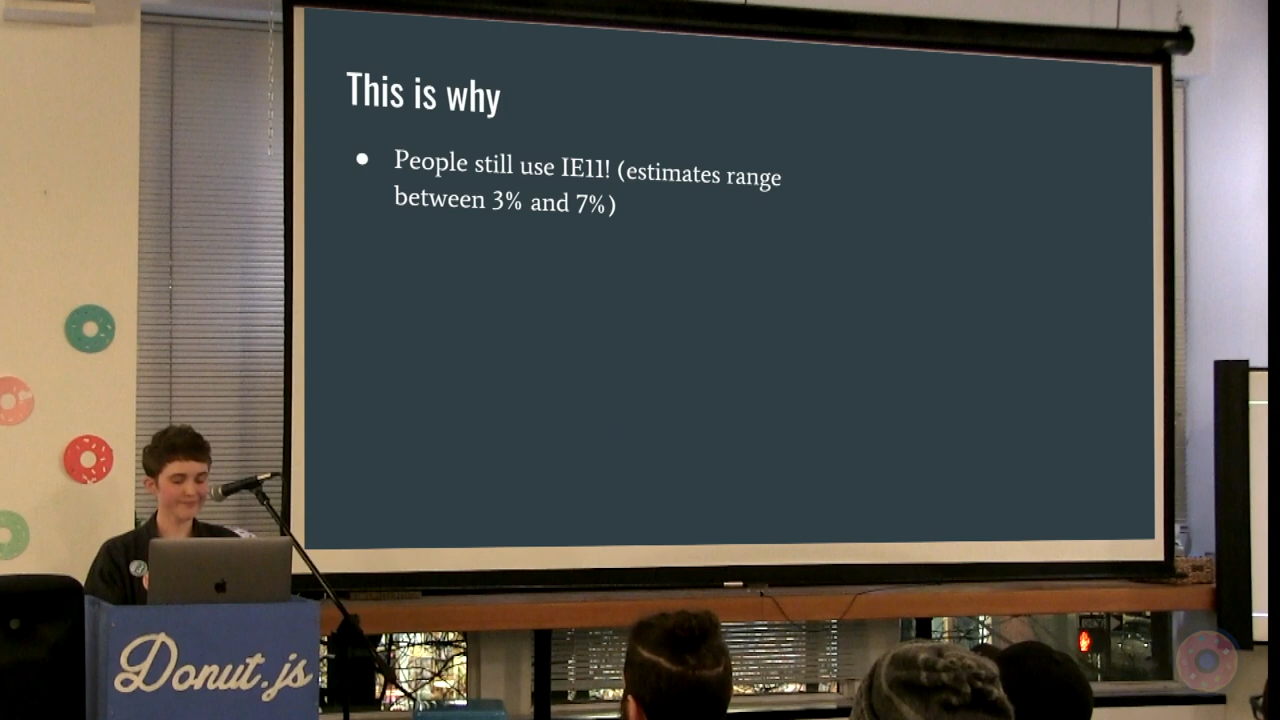 This is why
● People still use IE11! (estimates range
between 3% and 7%)
Donut.js